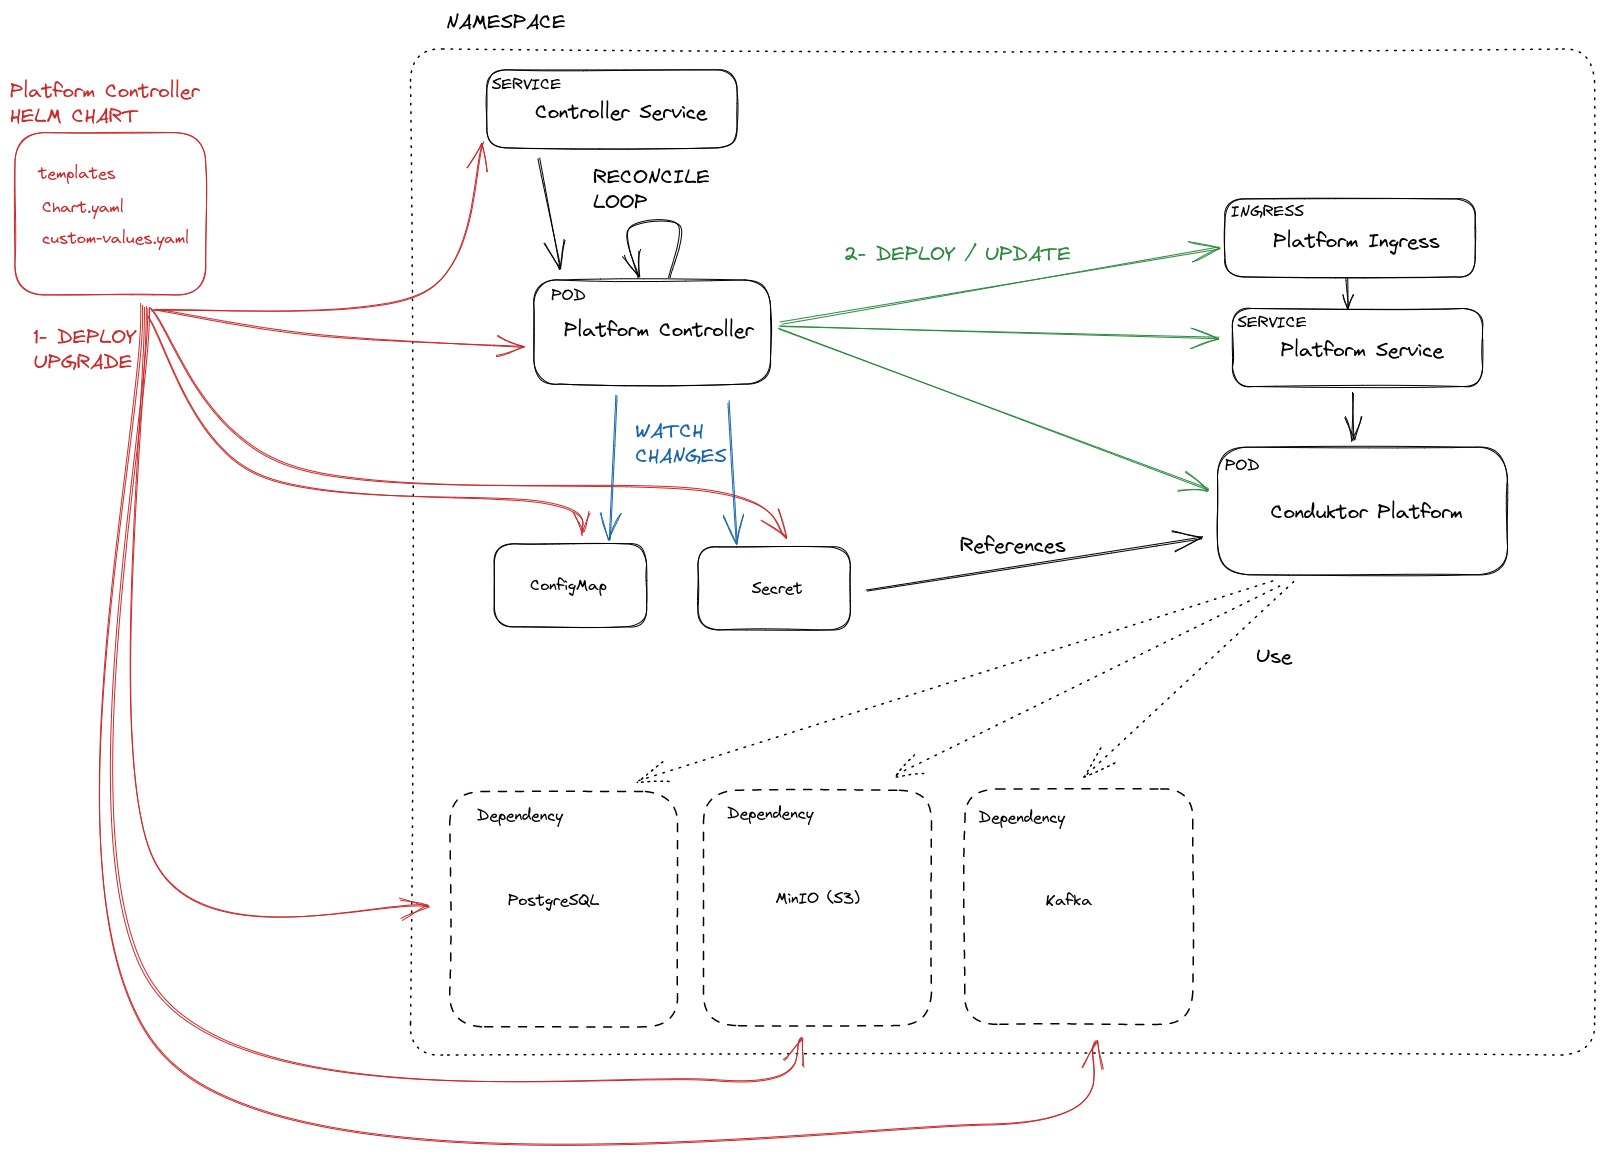 NAMESPACE
Platform Controller
HELM CHART
templates
Chart.yaml
custom-values.yaml
1- DEPLOY
UPGRADE
SERVICE
Controller Service
RECONCILE
LOOP
POD
Platform Controller
2- DEPLOY / UPDATE
INGRESS
Platform Ingress
SERVICE
Platform Service
POD
Conduktor Platform
WATCH
CHANGES
ConfigMap
Secret
References
Use
Dependency
PostgreSQL
Dependency
MinIO (S3)
Dependency
Kafka